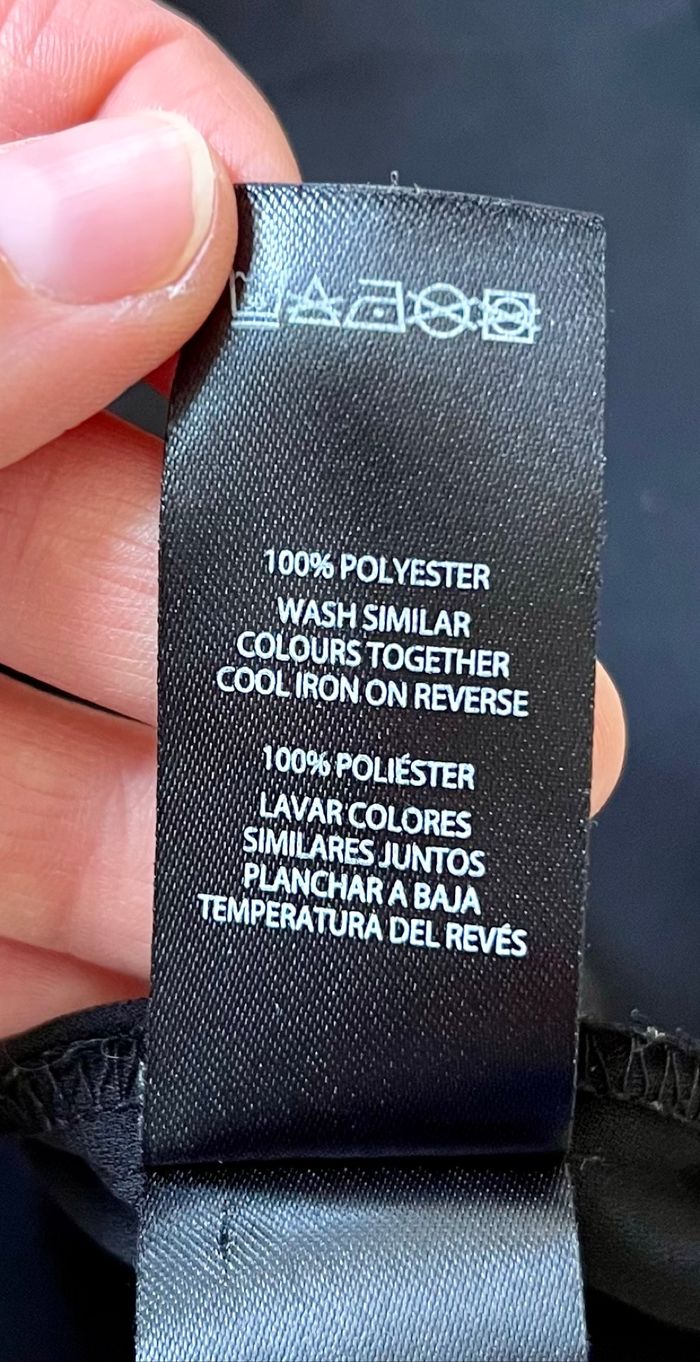 100% POLYESTER
WASH SIMILAR
COLOURS TOGETHER
COOL IRON ON REVERSE
100% POLIÉSTER
LAVAR COLORES
SIMILARES JUNTOS
PLANCHAR A BAJA
TEMPERATURA DEL REVÉS